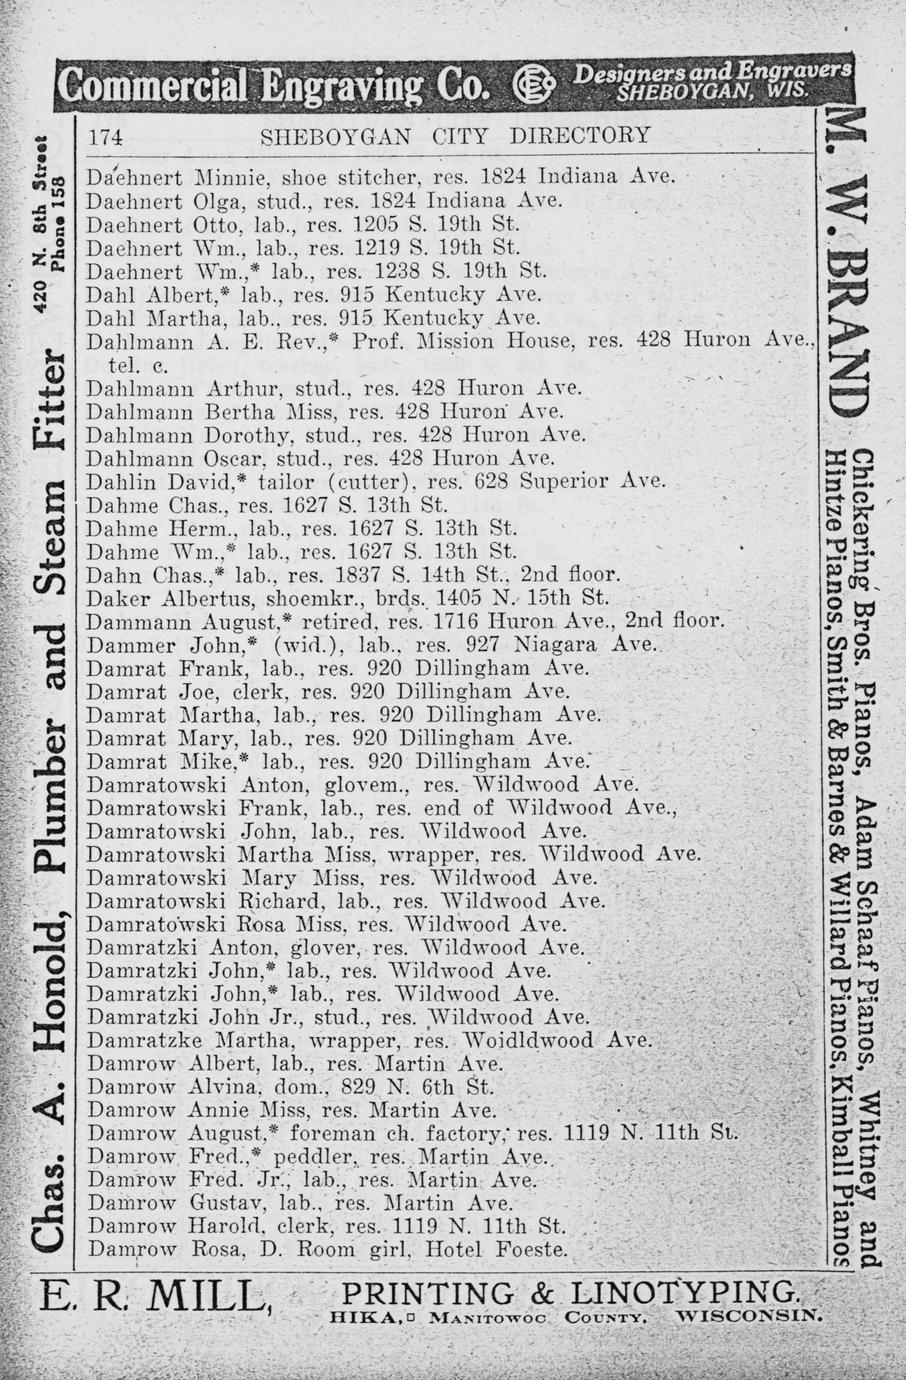 Commercial Engraving Co. CEC Designers and Engravers
SHEBOYGAN, WIS.
174 SHEBOYGAN CITY DIRECTORY
Daehnert Minnie, shoe stitcher, res. 1824 Indiana Ave.
Daehnert Olga, stud., res. 1824 Indiana Ave.
Daehnert Otto, lab., res. 1205 S. 19th St.
Daehnert Wm., lab., res. 1219 S. 19th St.
Daehnert Wm.,* lab., res. 1238 S. 19th St.
Dahl Albert,* lab., res. 915 Kentucky Ave.
Dahl Martha, lab., res. 915 Kentucky Ave.
Dahlmann A. E. Rev.,* Prof. Mission House, res. 428 Huron Ave.,
tel. c.
Dahlmann Arthur, stud., res. 428 Huron Ave.
Dahlmann Bertha Miss, res. 428 Huron Ave.
Dahlmann Dorothy, stud., res. 428 Huron Ave.
Dahlmann Oscar, stud., res. 428 Huron Ave.
Dahlin David,* tailor (cutter), res. 628 Superior Ave.
Dahme Chas., res. 1627 S. 13th St.
Dahme Herm., lab., res. 1627 S. 13th St.
Dahme Wm.,* lab., res. 1627 S. 13th St.
Dahn Chas.,* lab., res. 1837 S. 14th St., 2nd floor.
Daker Albertus, shoemkr., brds. 1405 N. 15th St.
Dammann August,* retired, res. 1716 Huron Ave., 2nd floor.
Dammer John,* (wid.), lab., res. 927 Niagara Ave.
Damrat Frank, lab., res. 920 Dillingham Ave.
Damrat Joe, clerk, res. 920 Dillingham Ave.
Damrat Martha, lab., res. 920 Dillingham Ave.
Damrat Mary, lab., res. 920 Dillingham Ave.
Damrat Mike,* lab., res. 920 Dillingham Ave.
Damratowski Anton, glovem., res. Wildwood Ave.
Damratowski Frank, lab., res. end of Wildwood Ave.,
Damratowski John, lab., res. Wildwood Ave.
Damratowski Martha Miss, wrapper, res. Wildwood Ave.
Damratowski Mary Miss, res. Wildwood Ave.
Damratowski Richard, lab., res. Wildwood Ave.
Damratowski Rosa Miss, res. Wildwood Ave.
Damratzki Anton, glover, res. Wildwood Ave.
Damratzki John,* lab., res. Wildwood Ave.
Damratzki John,* lab., res. Wildwood Ave.
Damratzki John Jr., stud., res. Wildwood Ave.
Damratzke Martha, wrapper, res. Woidldwood Ave.
Damrow Albert, lab., res. Martin Ave.
Damrow Alvina, dom., 829 N. 6th St.
Damrow Annie Miss, res. Martin Ave.
Damrow August,* foreman ch. factory, res. 1119 N. 11th St.
Damrow Fred.,* peddler, res. Martin Ave.
Damrow Fred. Jr., lab., res. Martin Ave.
Damrow Gustav, lab., res. Martin Ave.
Damrow Harold, clerk, res. 1119 N. 11th St.
Damrow Rosa, D. Room girl, Hotel Foeste.
Chas. A. Honold, Plumber and Steam Fitter
420 N. 8th Street
Phone 158
M. W. BRAND
Chickering Bros. Pianos, Adam Schaaf Pianos, Whitney and
Hintze Pianos, Smith & Barnes & Willard Pianos, Kimball Pianos
E. R. MILL, PRINTING & LINOTYPING.
HIKA, MANITOWOC COUNTY, WISCONSIN.